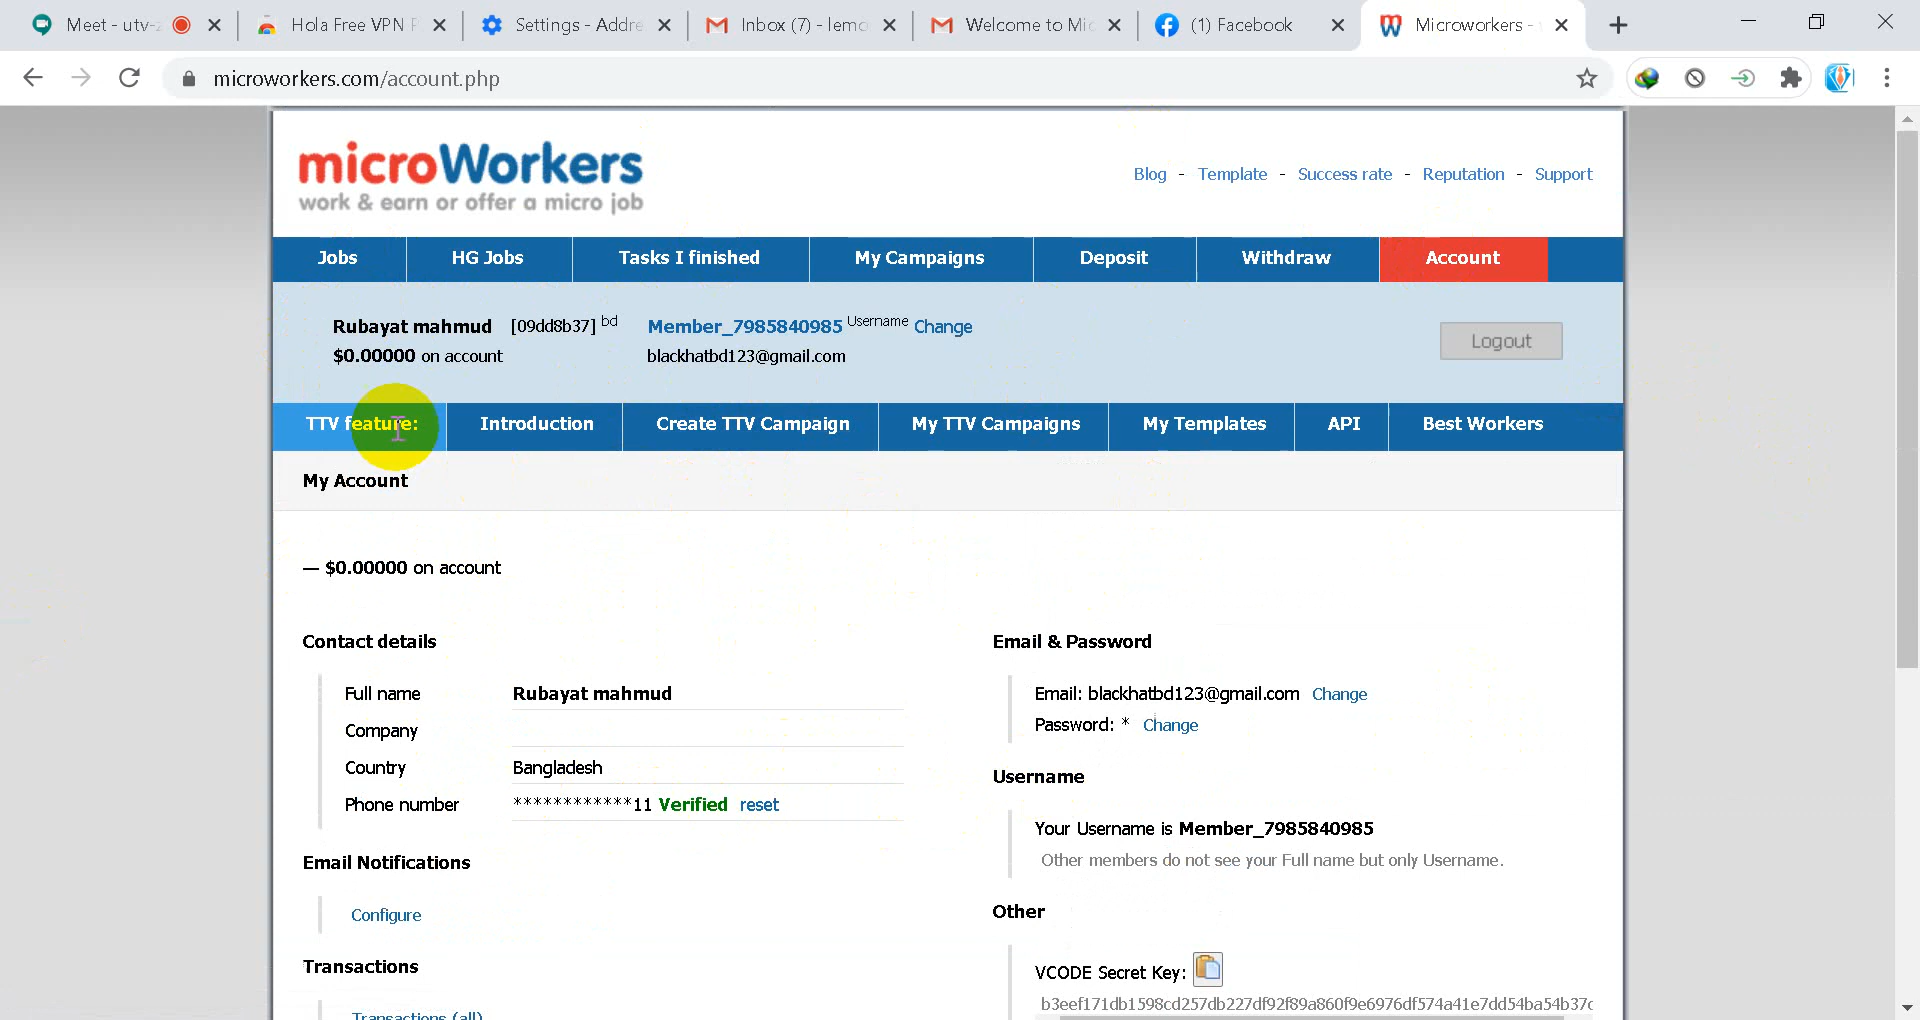 Meet - utv-z
Hola Free VPN P
Settings - Addre
Inbox (7) - lemo
Welcome to Mic
(1) Facebook
Microworkers -
microworkers.com/account.php
microWorkers
work & earn or offer a micro job
Blog - Template - Success rate - Reputation - Support
Jobs HG Jobs Tasks I finished My Campaigns Deposit Withdraw Account
Rubayat mahmud [09dd8b37] bd Member_7985840985 Username Change
$0.00000 on account blackhatbd123@gmail.com
Logout
TTV feature: Introduction Create TTV Campaign My TTV Campaigns My Templates API Best Workers
My Account
— $0.00000 on account
Contact details
Full name Rubayat mahmud
Company
Country Bangladesh
Phone number ************11 Verified reset
Email Notifications
Configure
Transactions
Transactions (all)
Email & Password
Email: blackhatbd123@gmail.com Change
Password: * Change
Username
Your Username is Member_7985840985
Other members do not see your Full name but only Username.
Other
VCODE Secret Key:
b3eef171db1598cd257db227df92f89a860f9e6976df574a41e7dd54ba54b37c